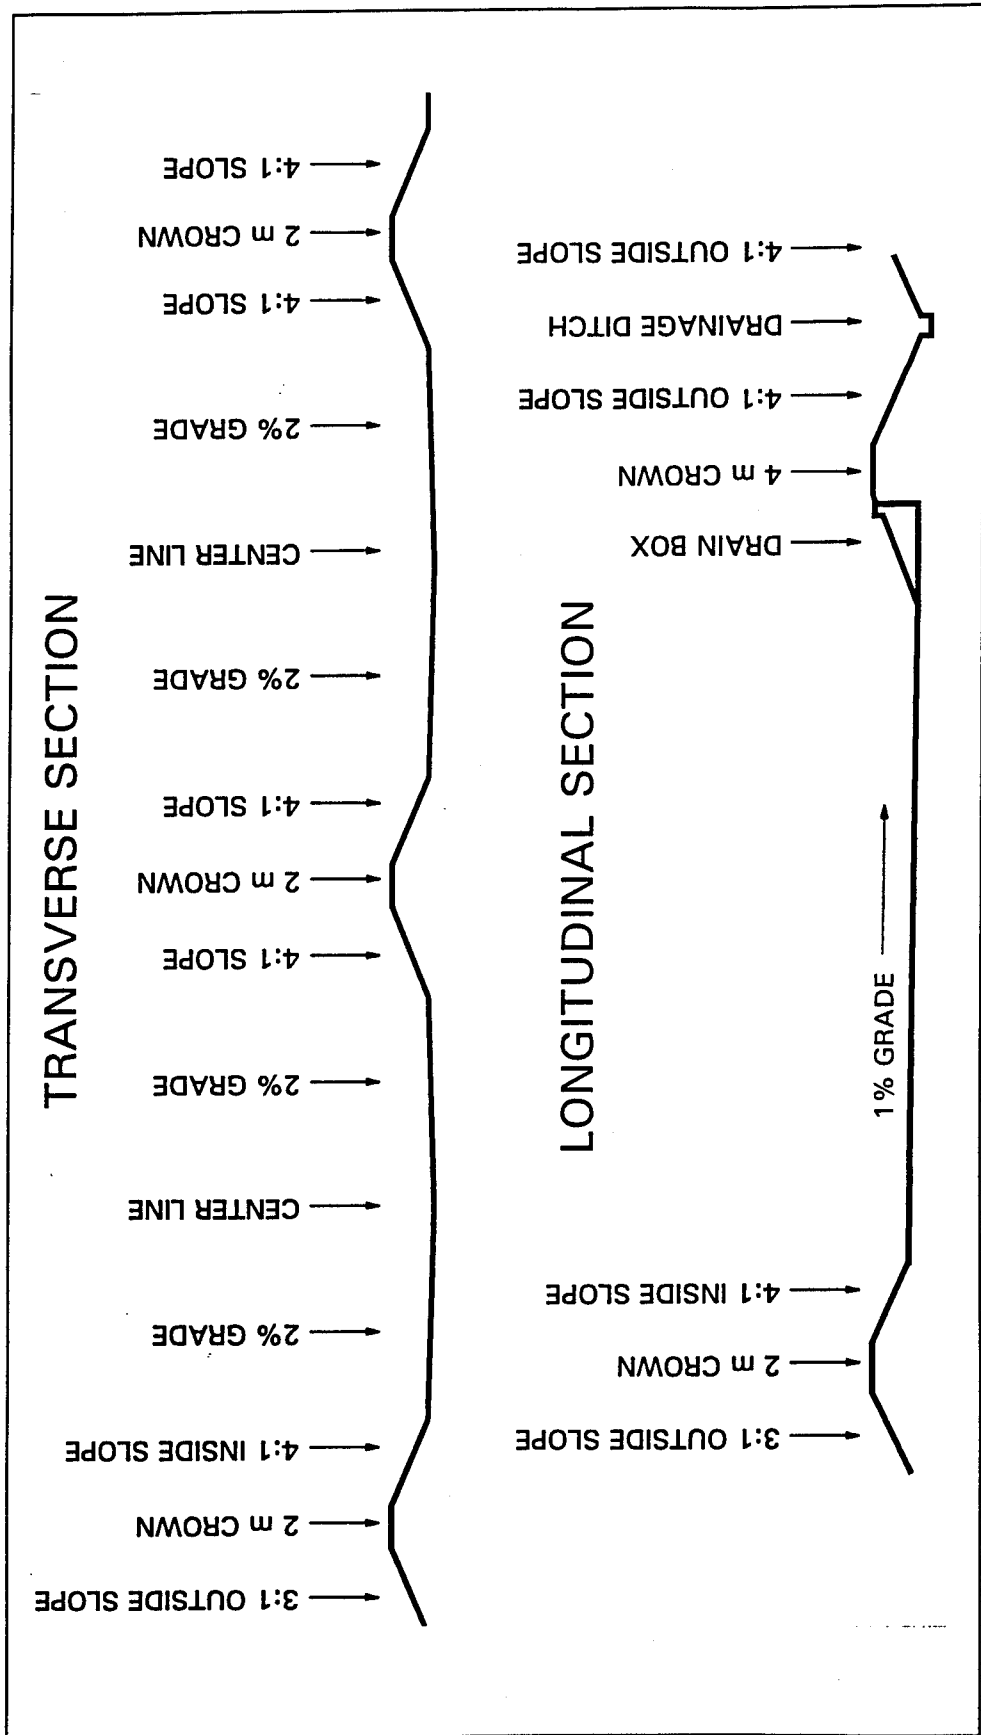 TRANSVERSE SECTION
3:1 OUTSIDE SLOPE
2 m CROWN
4:1 INSIDE SLOPE
2% GRADE
CENTER LINE
2% GRADE
4:1 SLOPE
2 m CROWN
4:1 SLOPE
2% GRADE
CENTER LINE
2% GRADE
4:1 SLOPE
2 m CROWN
4:1 SLOPE
LONGITUDINAL SECTION
3:1 OUTSIDE SLOPE
2 m CROWN
4:1 INSIDE SLOPE
1% GRADE
DRAIN BOX
4 m CROWN
4:1 OUTSIDE SLOPE
DRAINAGE DITCH
4:1 OUTSIDE SLOPE